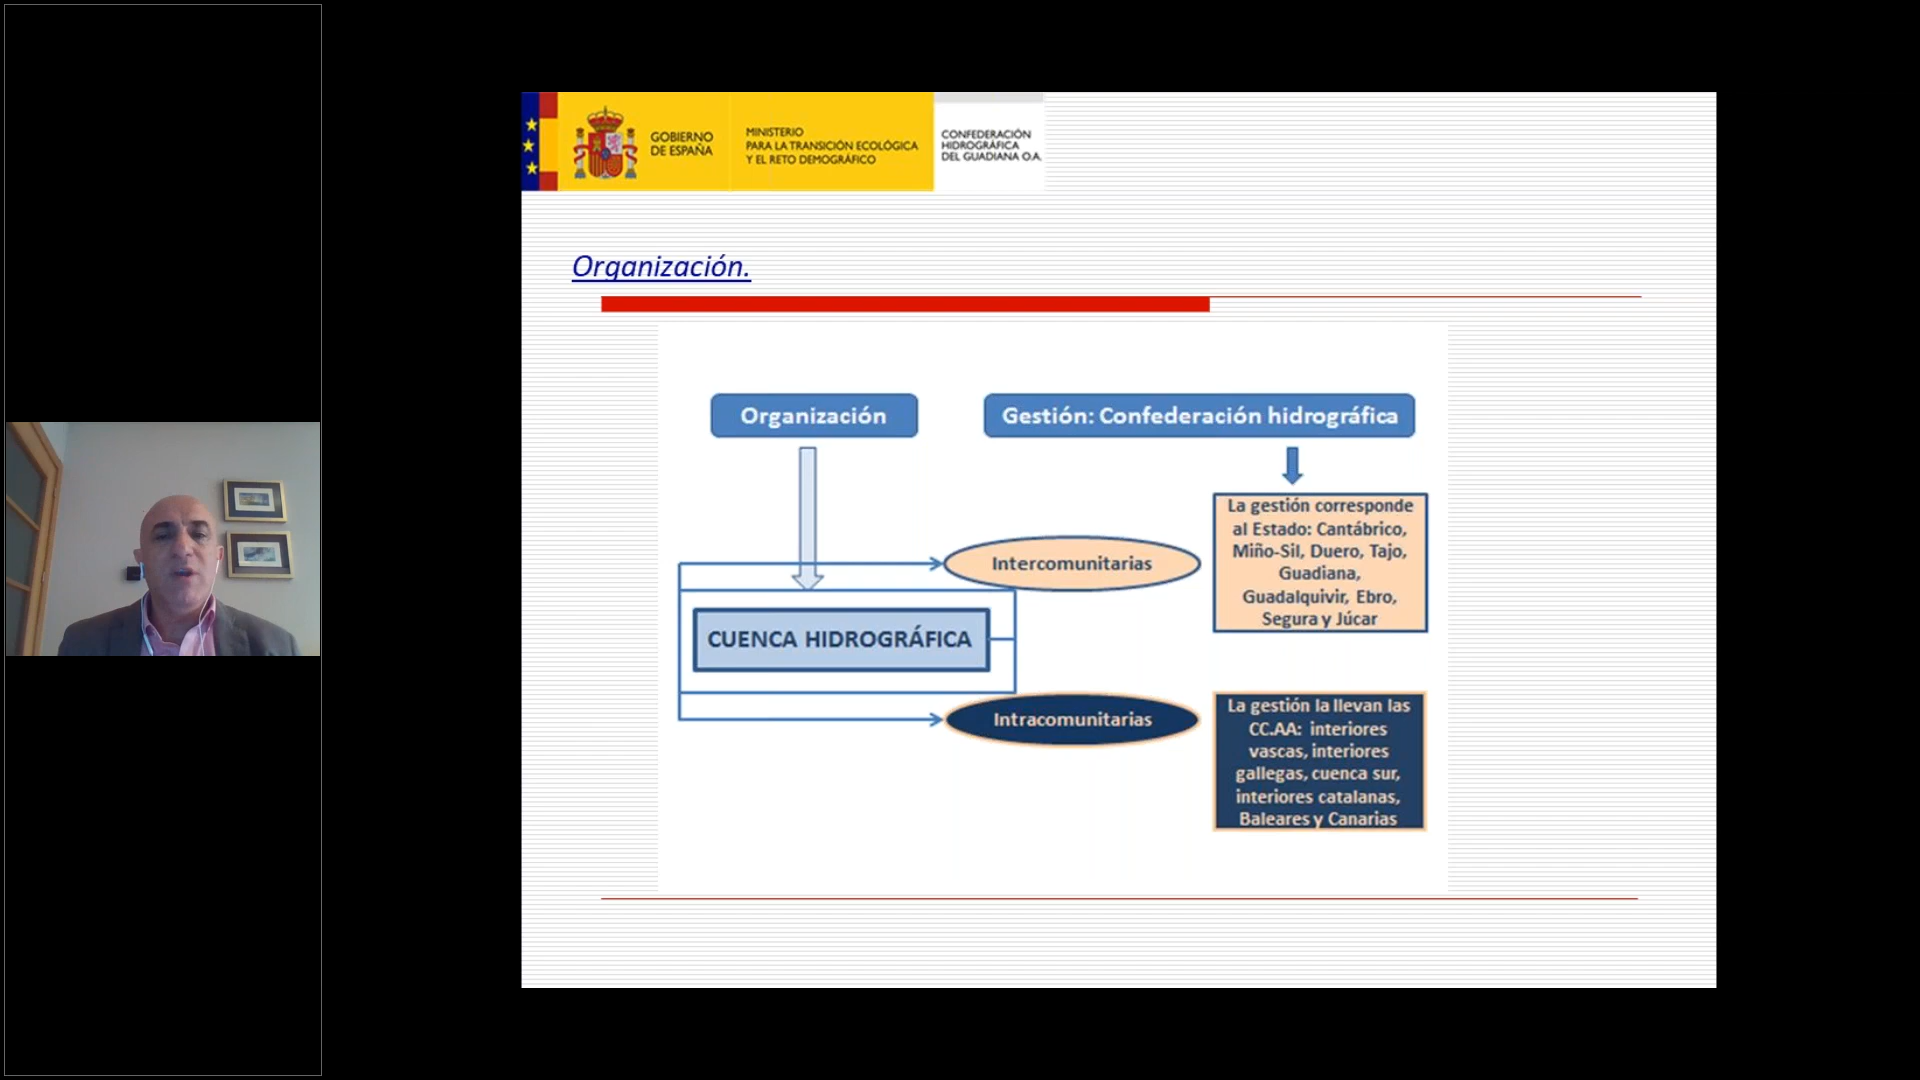 GOBIERNO
DE ESPAÑA
MINISTERIO
PARA LA TRANSICIÓN ECOLÓGICA
Y EL RETO DEMOGRÁFICO
CONFEDERACIÓN
HIDROGRÁFICA
DEL GUADIANA O.A.
Organización.
Organización
Gestión: Confederación hidrográfica
La gestión corresponde
al Estado: Cantábrico,
Miño-Sil, Duero, Tajo,
Guadiana,
Guadalquivir, Ebro,
Segura y Júcar
Intercomunitarias
CUENCA HIDROGRÁFICA
Intracomunitarias
La gestión la llevan las
CC.AA: interiores
vascas, interiores
gallegas, cuenca sur,
interiores catalanas,
Baleares y Canarias